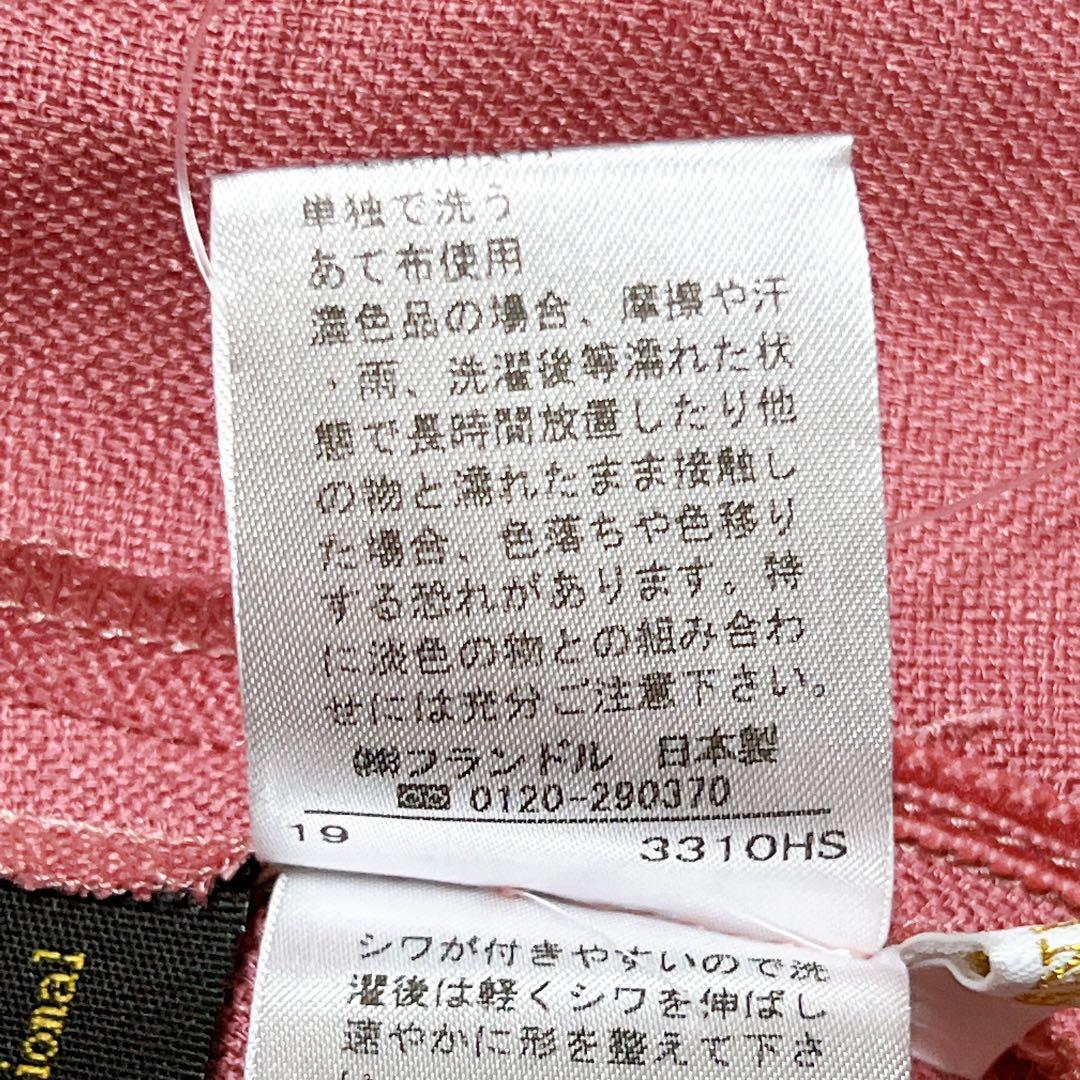 単独で洗う
あて布使用
濃色品の場合、摩擦や汗
・雨、洗濯後等濡れた状
態で長時間放置したり他
の物と濡れたまま接触し
た場合、色落ちや色移り
する恐れがあります。特
に淡色の物との組み合わ
せには充分ご注意下さい。
㈱フランドル 日本製
0120-290370
19 3310HS
シワが付きやすいので洗
濯後は軽くシワを伸ばし
速やかに形を整えて下さ
い
ional